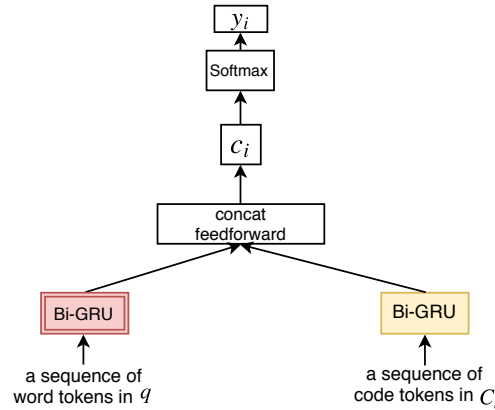 y_i
Softmax
c_i
concat
feedforward
Bi-GRU
Bi-GRU
a sequence of
word tokens in q
a sequence of
code tokens in C